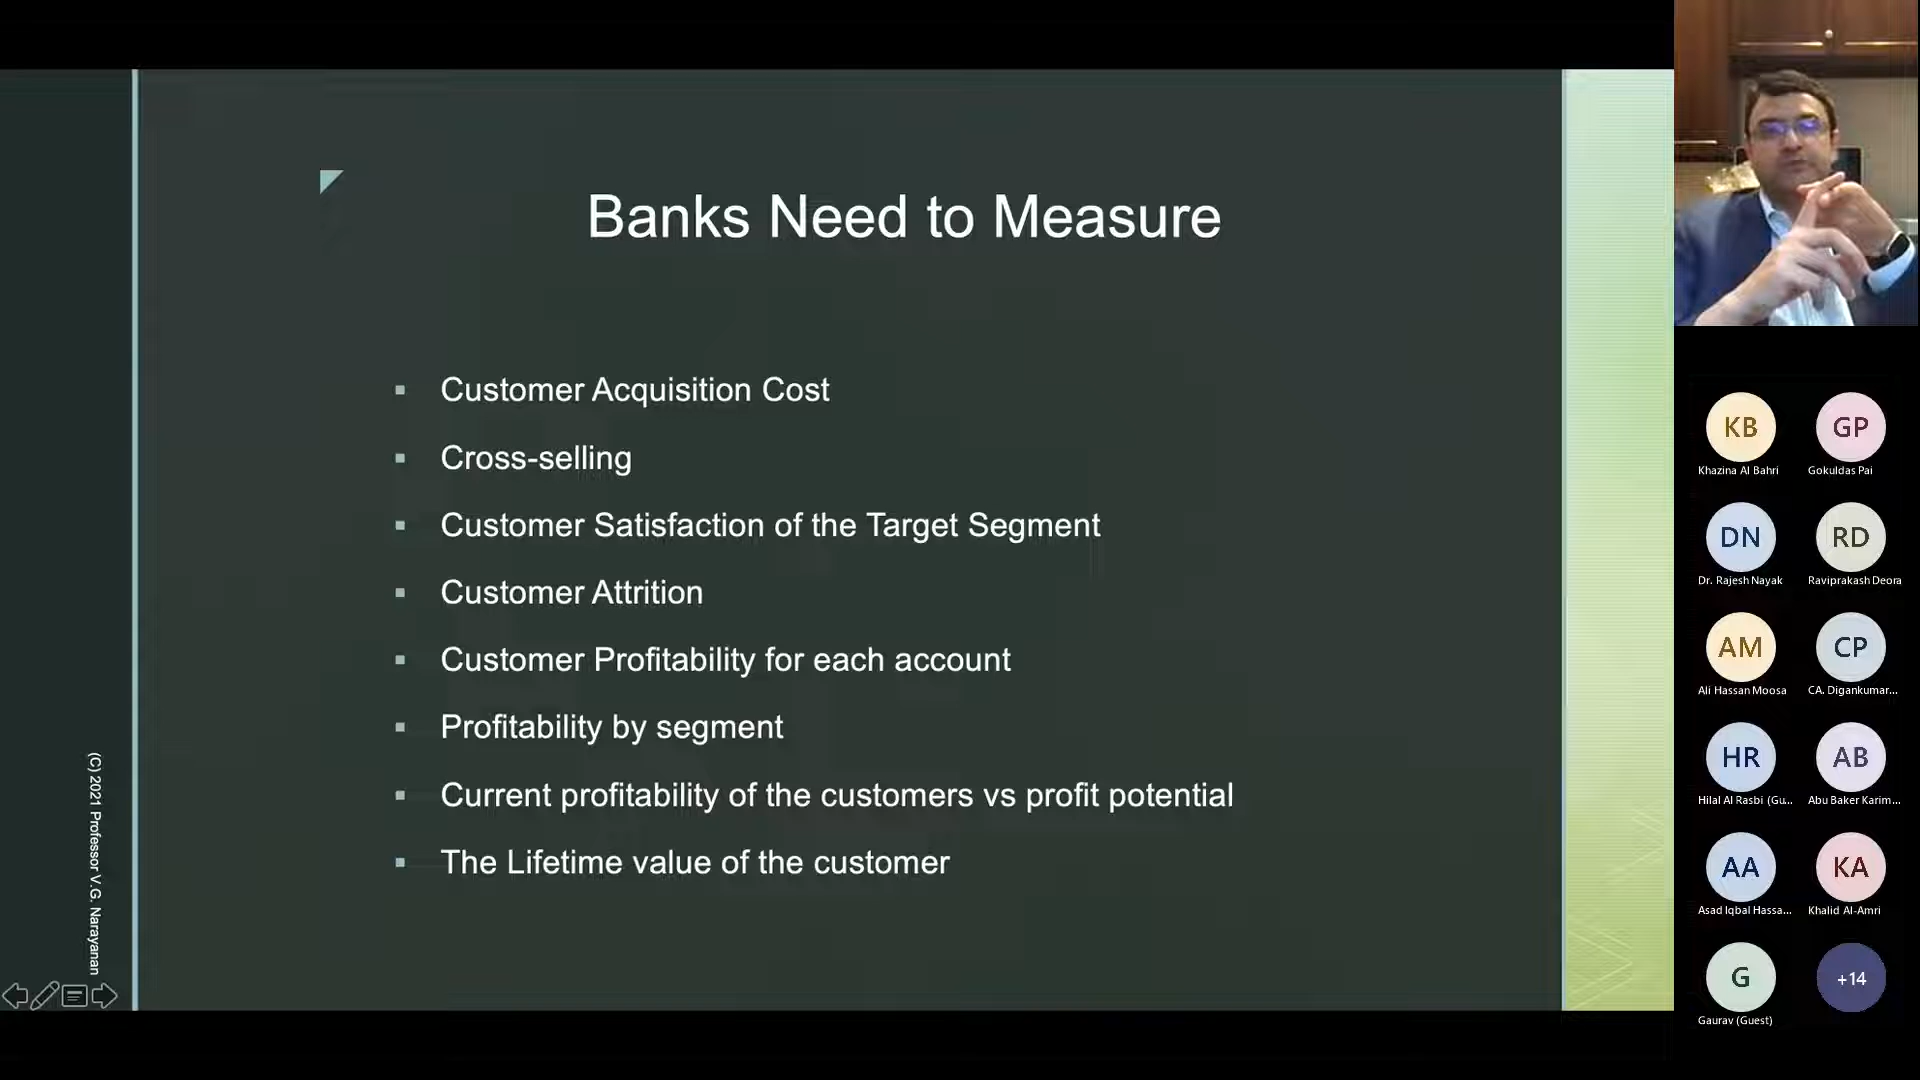 Banks Need to Measure
Customer Acquisition Cost
Cross-selling
Customer Satisfaction of the Target Segment
Customer Attrition
Customer Profitability for each account
Profitability by segment
Current profitability of the customers vs profit potential
The Lifetime value of the customer
(C) 2021 Professor V.G. Narayanan
KB
Khazina Al Bahri
GP
Gokuldas Pai
DN
Dr. Rajesh Nayak
RD
Raviprakash Deora
AM
Ali Hassan Moosa
CP
CA. Digankumar...
HR
Hilal Al Rasbi (Gu...
AB
Abu Baker Karim...
AA
Asad Iqbal Hassa...
KA
Khalid Al-Amri
G
Gaurav (Guest)
+14